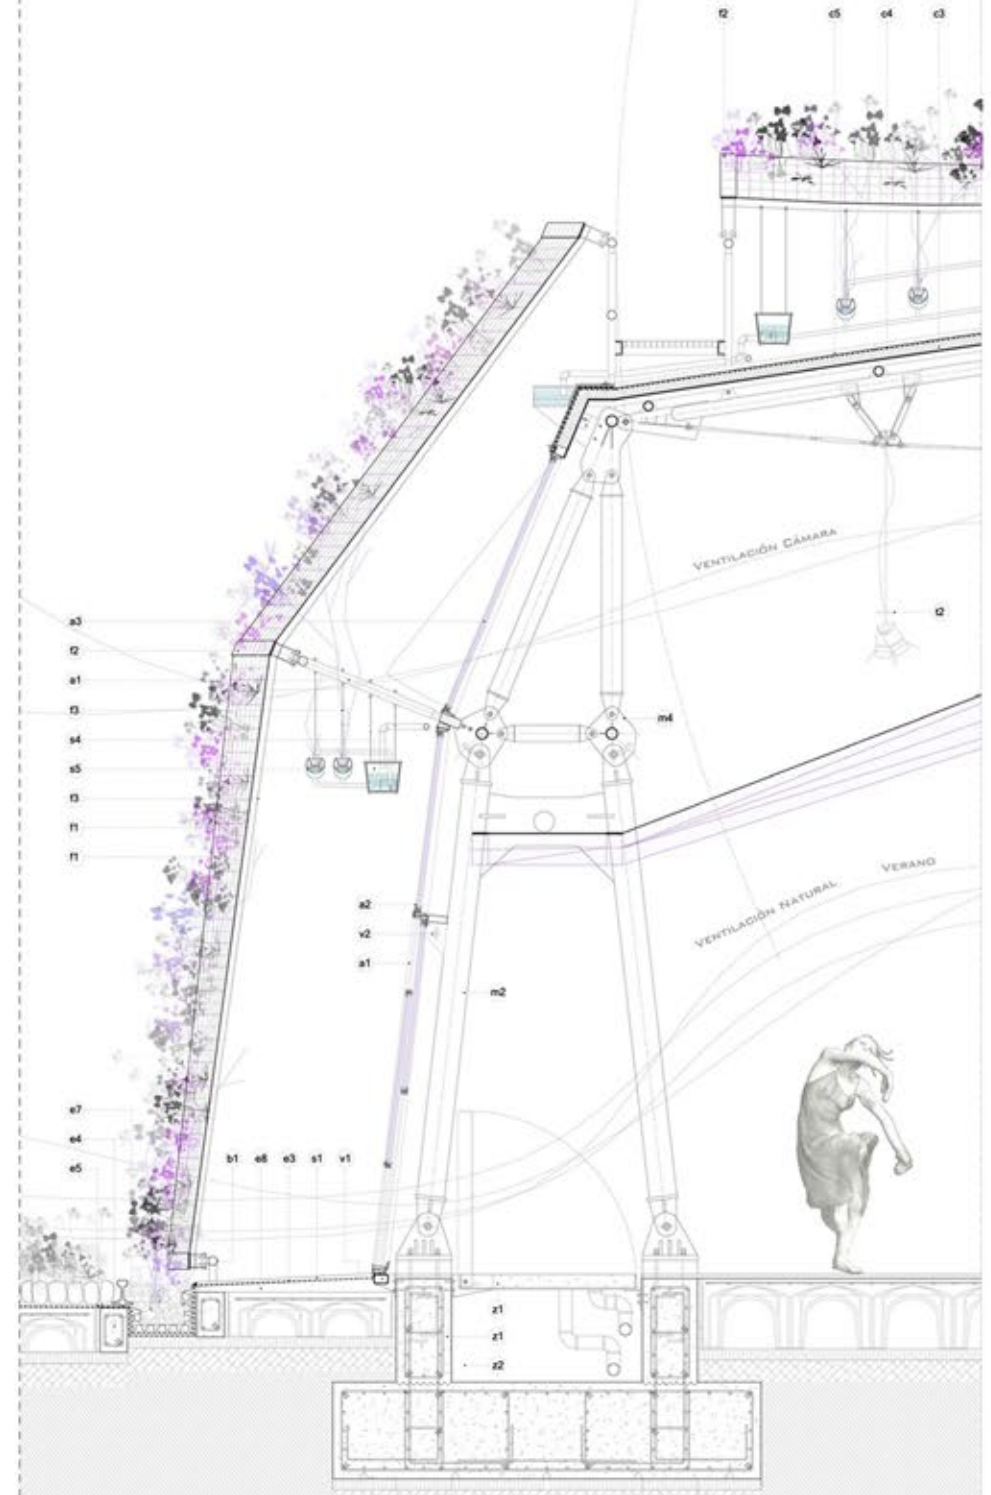 f2 c5 c4 c3
VENTILACIÓN CÁMARA
t2
a3
f2
a1
f3
s4
s5
f3
f1
f1
m4
VERANO
VENTILACIÓN NATURAL
a2
v2
a1
m2
e7
e4
e5
b1 e8 e3 s1 v1
z1
z1
z2